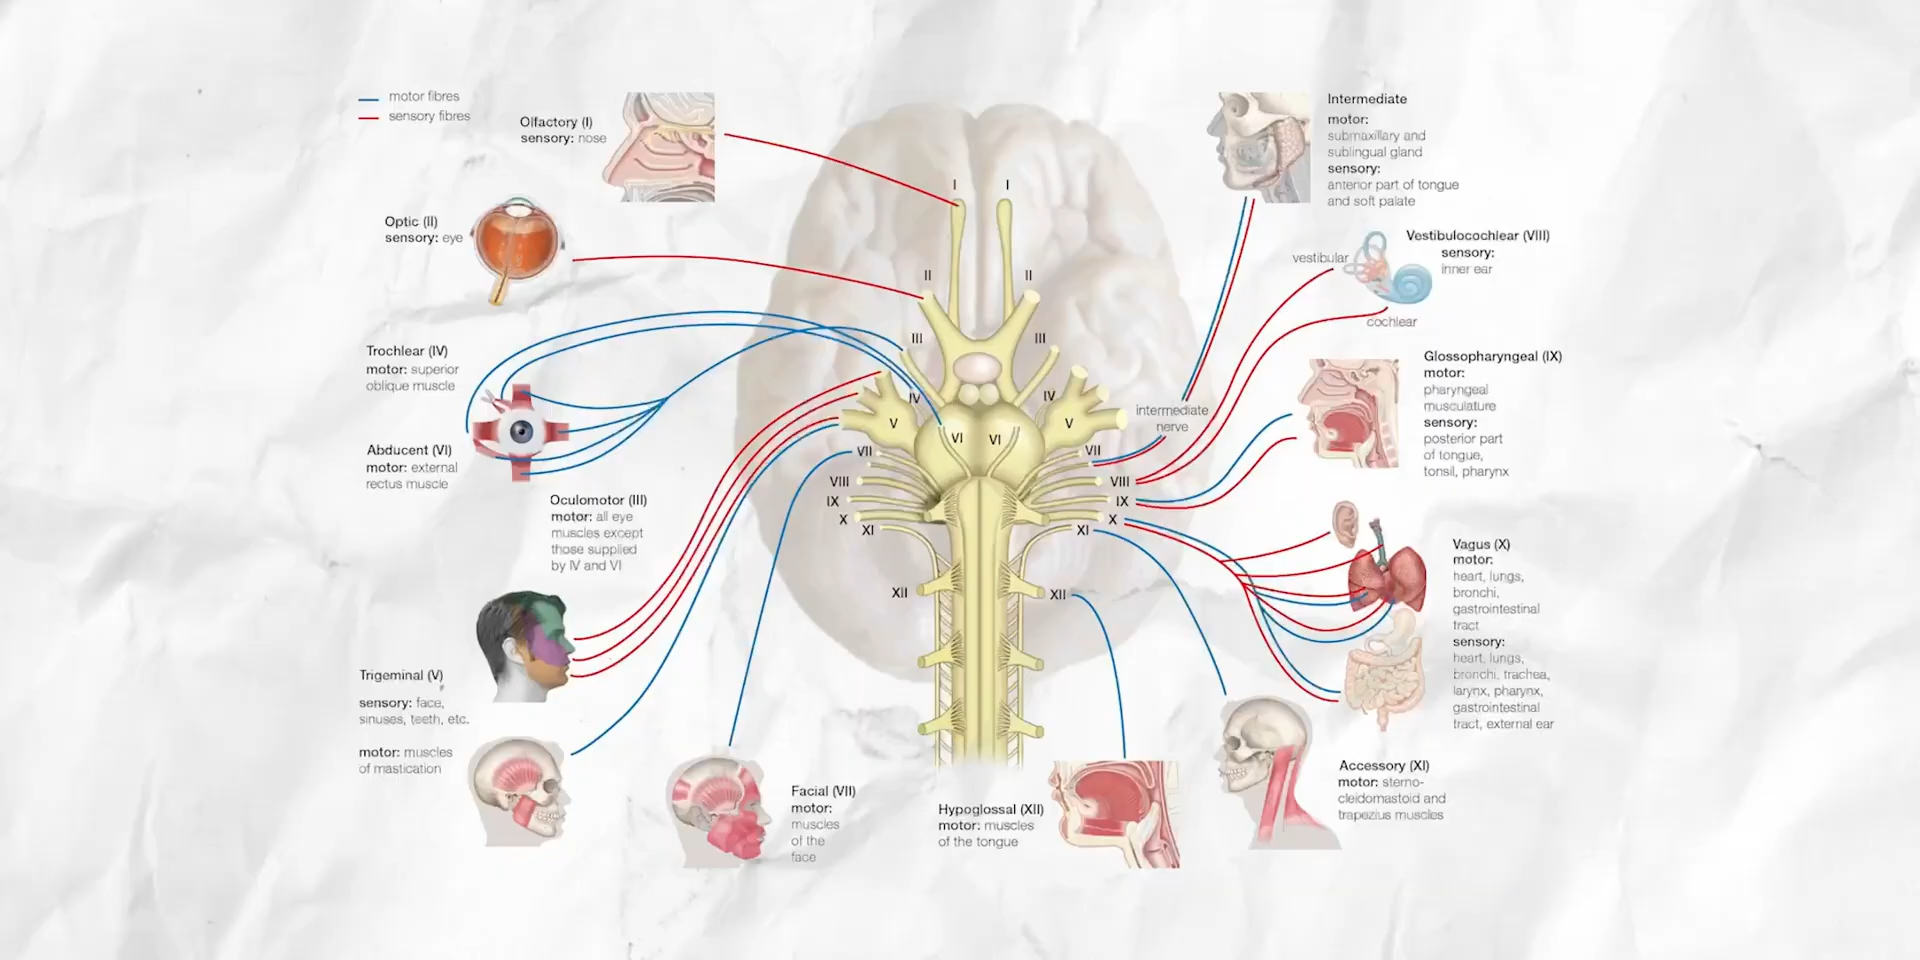 motor fibres
sensory fibres
Olfactory (I)
sensory: nose
Optic (II)
sensory: eye
Trochlear (IV)
motor: superior
oblique muscle
Abducent (VI)
motor: external
rectus muscle
Oculomotor (III)
motor: all eye
muscles except
those supplied
by IV and VI
Trigeminal (V)
sensory: face,
sinuses, teeth, etc.
motor: muscles
of mastication
Facial (VII)
motor:
muscles
of the
face
Hypoglossal (XII)
motor: muscles
of the tongue
I I
II II
III III
IV IV
V V
VI VI
VII VII
VIII VIII
IX IX
X X
XI XI
XII XII
intermediate
nerve
Intermediate
motor:
submaxillary and
sublingual gland
sensory:
anterior part of tongue
and soft palate
vestibular
cochlear
Vestibulocochlear (VIII)
sensory:
inner ear
Glossopharyngeal (IX)
motor:
pharyngeal
musculature
sensory:
posterior part
of tongue,
tonsil, pharynx
Vagus (X)
motor:
heart, lungs,
bronchi,
gastrointestinal
tract
sensory:
heart, lungs,
bronchi, trachea,
larynx, pharynx,
gastrointestinal
tract, external ear
Accessory (XI)
motor: sterno-
cleidomastoid and
trapezius muscles